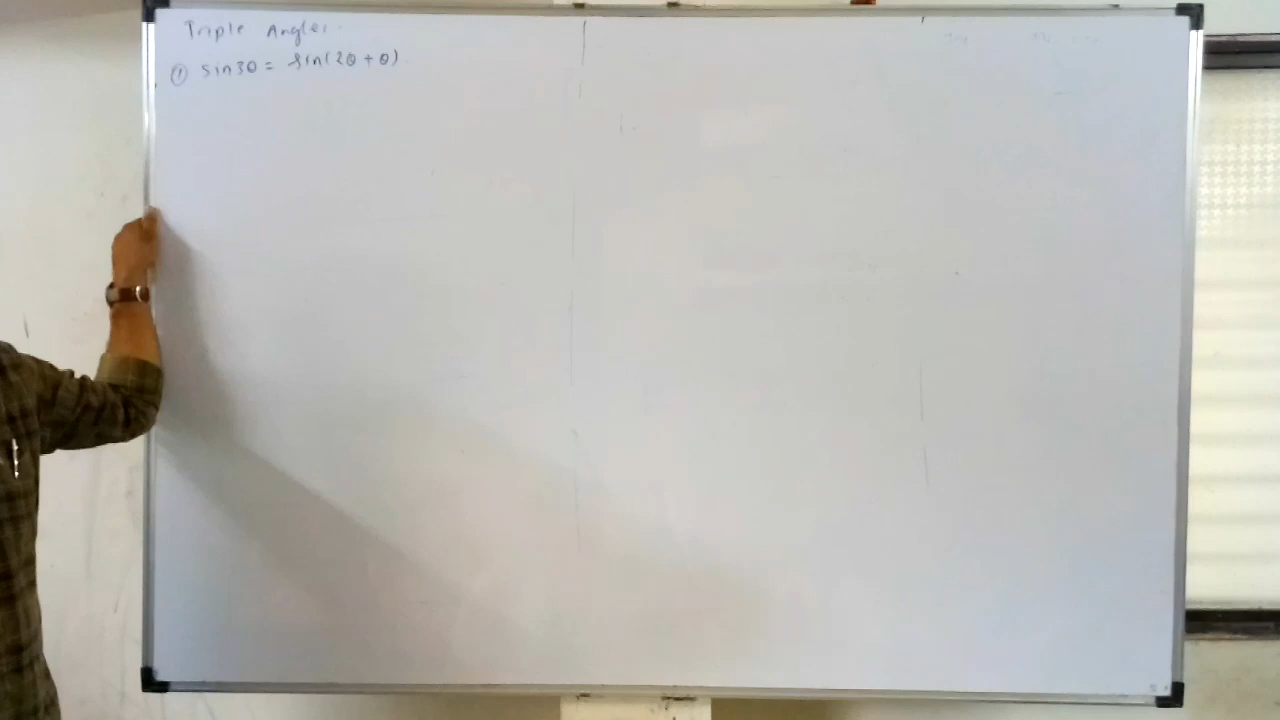 Triple Angles.
① sin3θ = sin(2θ + θ)